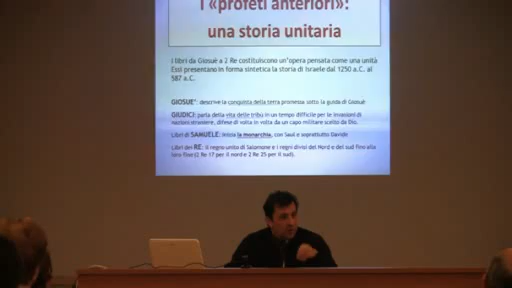 I «profeti anteriori»:
una storia unitaria
I libri da Giosuè a 2 Re costituiscono un'opera pensata come una unità
Essi presentano in forma sintetica la storia di Israele dal 1250 a.C. al
587 a.C.
GIOSUE': descrive la conquista della terra promessa sotto la guida di Giosuè
GIUDICI: parla della vita delle tribù in un tempo difficile per le invasioni di
nazioni straniere, difese di volta in volta da un capo militare scelto da Dio.
Libri di SAMUELE: inizia la monarchia, con Saul e soprattutto Davide
Libri dei RE: il regno unito di Salomone e i regni divisi del Nord e del sud fino alla
loro fine (2 Re 17 per il nord e 2 Re 25 per il sud).